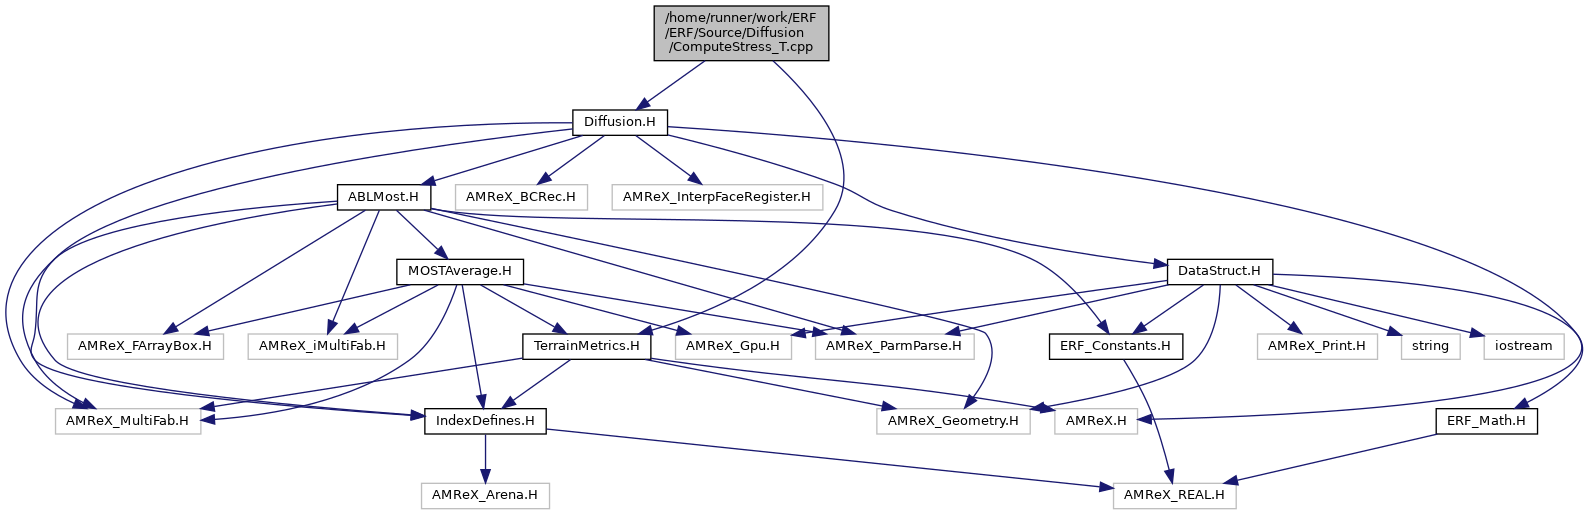 /home/runner/work/ERF
/ERF/Source/Diffusion
/ComputeStress_T.cpp
Diffusion.H
ABLMost.H
AMReX_BCRec.H
AMReX_InterpFaceRegister.H
MOSTAverage.H
DataStruct.H
AMReX_FArrayBox.H
AMReX_iMultiFab.H
TerrainMetrics.H
AMReX_Gpu.H
AMReX_ParmParse.H
ERF_Constants.H
AMReX_Print.H
string
iostream
AMReX_MultiFab.H
IndexDefines.H
AMReX_Geometry.H
AMReX.H
ERF_Math.H
AMReX_Arena.H
AMReX_REAL.H